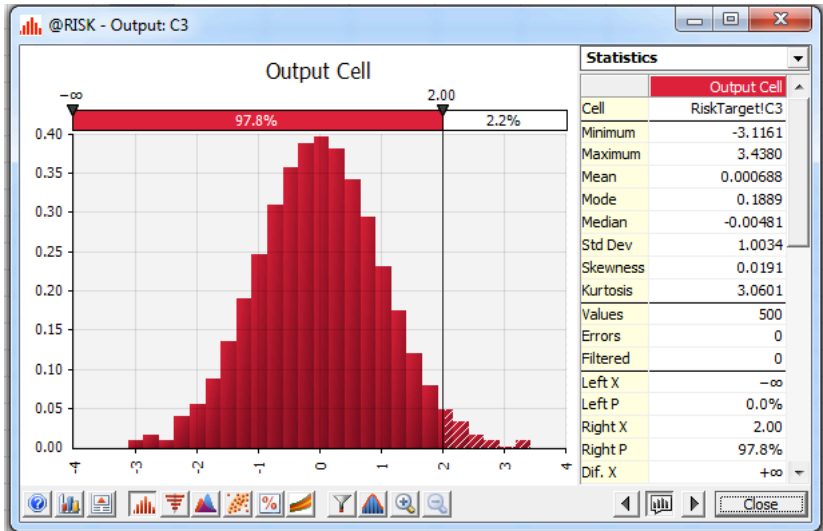 @RISK - Output: C3
Output Cell
−∞ 2.00
97.8% 2.2%
0.40
0.35
0.30
0.25
0.20
0.15
0.10
0.05
0.00
-4 -3 -2 -1 0 1 2 3 4
Statistics
Output Cell
Cell RiskTarget!C3
Minimum -3.1161
Maximum 3.4380
Mean 0.000688
Mode 0.1889
Median -0.00481
Std Dev 1.0034
Skewness 0.0191
Kurtosis 3.0601
Values 500
Errors 0
Filtered 0
Left X −∞
Left P 0.0%
Right X 2.00
Right P 97.8%
Dif. X +∞
Close